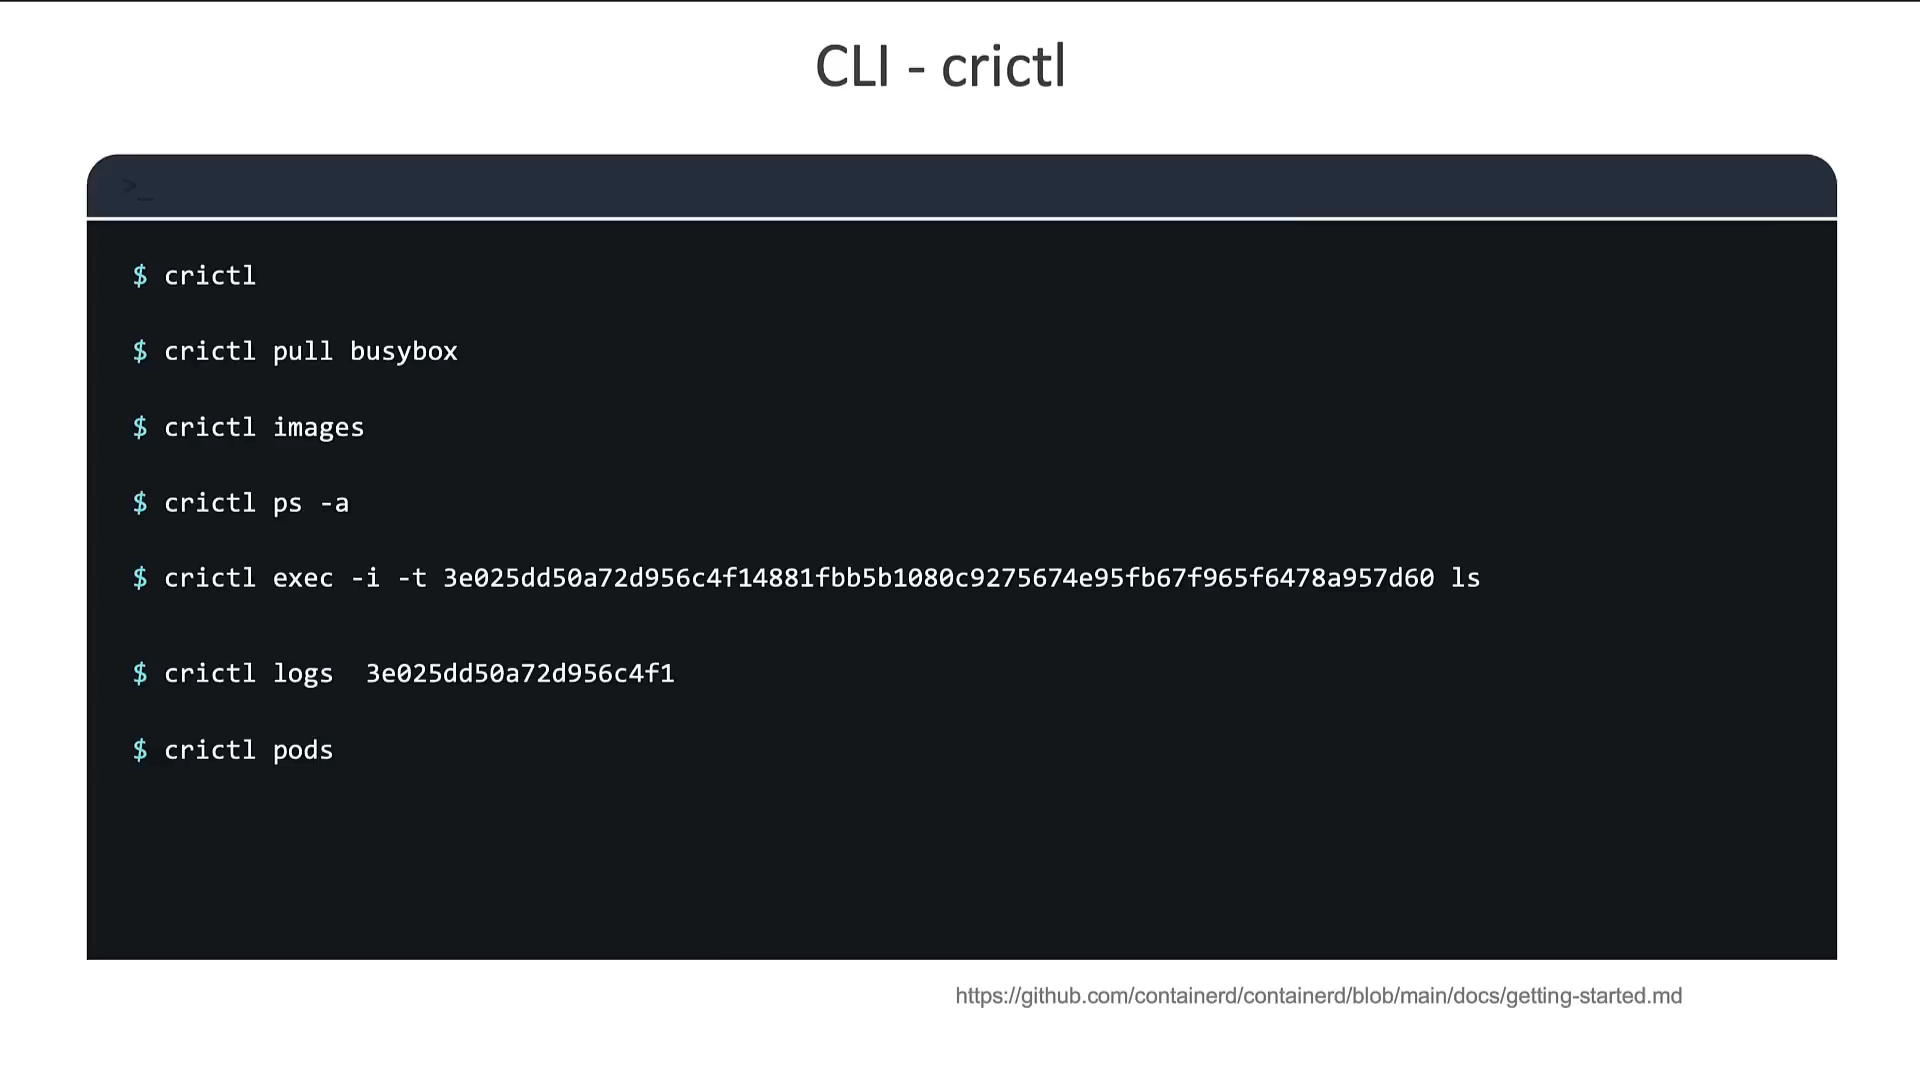 CLI - crictl
>_
$ crictl
$ crictl pull busybox
$ crictl images
$ crictl ps -a
$ crictl exec -i -t 3e025dd50a72d956c4f14881fbb5b1080c9275674e95fb67f965f6478a957d60 ls
$ crictl logs  3e025dd50a72d956c4f1
$ crictl pods
https://github.com/containerd/containerd/blob/main/docs/getting-started.md